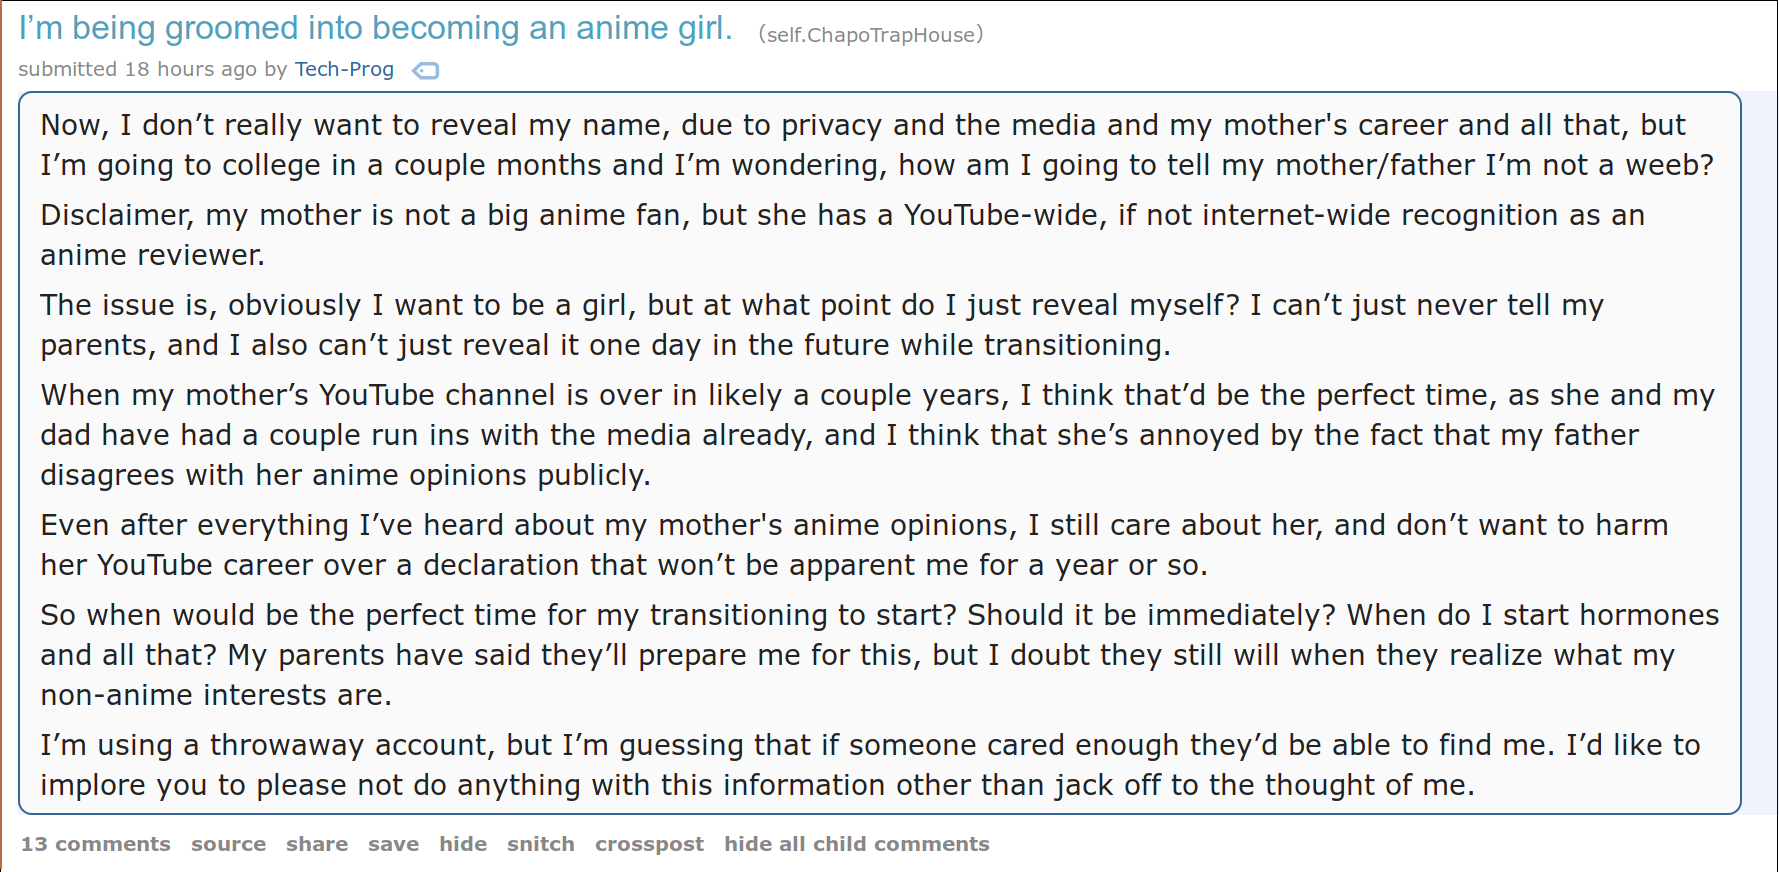 I’m being groomed into becoming an anime girl. (self.ChapoTrapHouse)
submitted 18 hours ago by Tech-Prog
Now, I don’t really want to reveal my name, due to privacy and the media and my mother's career and all that, but
I’m going to college in a couple months and I’m wondering, how am I going to tell my mother/father I’m not a weeb?
Disclaimer, my mother is not a big anime fan, but she has a YouTube-wide, if not internet-wide recognition as an
anime reviewer.
The issue is, obviously I want to be a girl, but at what point do I just reveal myself? I can’t just never tell my
parents, and I also can’t just reveal it one day in the future while transitioning.
When my mother’s YouTube channel is over in likely a couple years, I think that’d be the perfect time, as she and my
dad have had a couple run ins with the media already, and I think that she’s annoyed by the fact that my father
disagrees with her anime opinions publicly.
Even after everything I’ve heard about my mother's anime opinions, I still care about her, and don’t want to harm
her YouTube career over a declaration that won’t be apparent me for a year or so.
So when would be the perfect time for my transitioning to start? Should it be immediately? When do I start hormones
and all that? My parents have said they’ll prepare me for this, but I doubt they still will when they realize what my
non-anime interests are.
I’m using a throwaway account, but I’m guessing that if someone cared enough they’d be able to find me. I’d like to
implore you to please not do anything with this information other than jack off to the thought of me.
13 comments source share save hide snitch crosspost hide all child comments